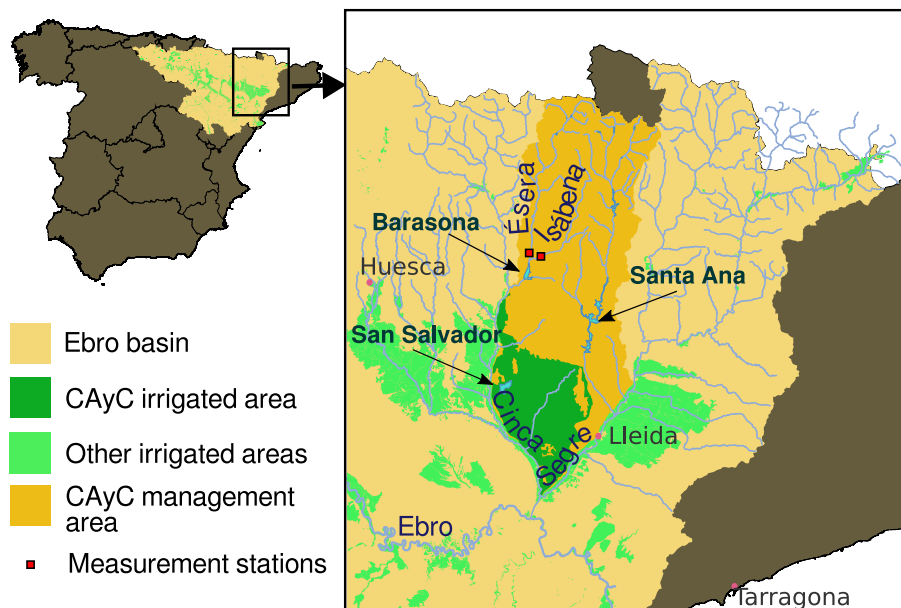 Ebro basin
CAyC irrigated area
Other irrigated areas
CAyC management
area
Measurement stations
Ésera
Isábena
Barasona
Huesca
Santa Ana
San Salvador
Cinca
Segre
Lleida
Ebro
Tarragona